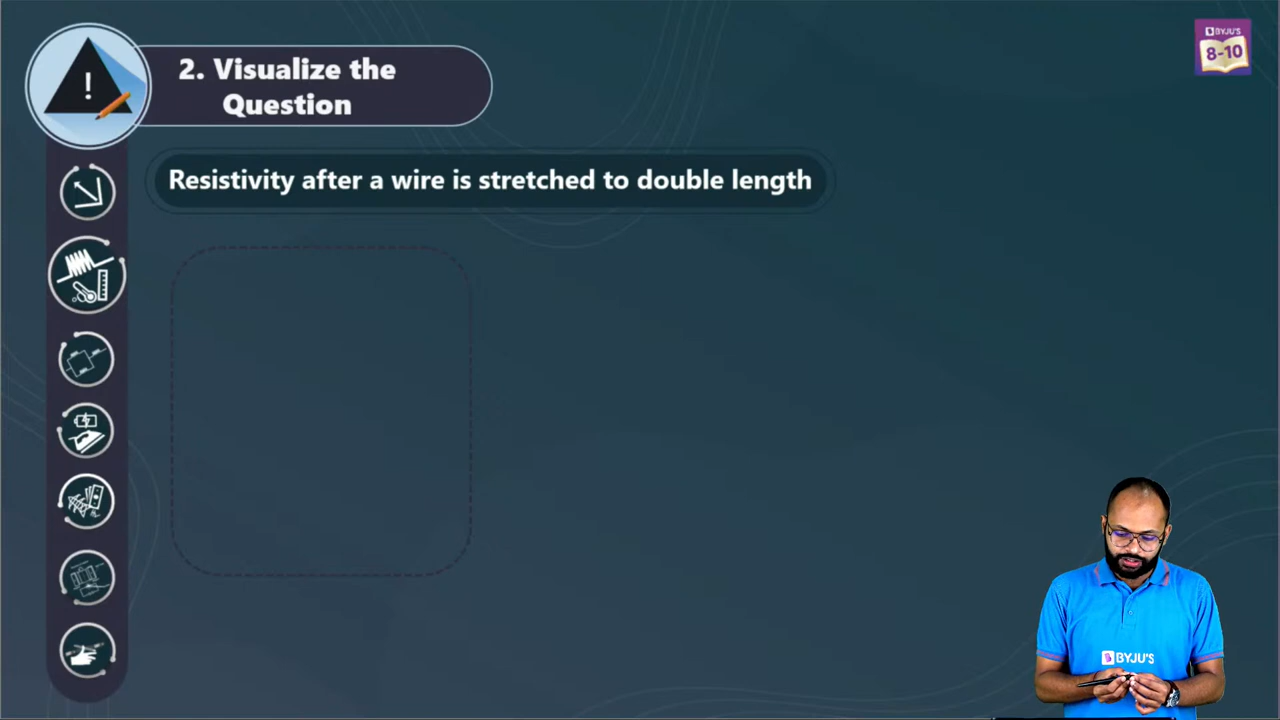 2. Visualize the
Question
BYJU'S
8-10
Resistivity after a wire is stretched to double length
!
BYJU'S